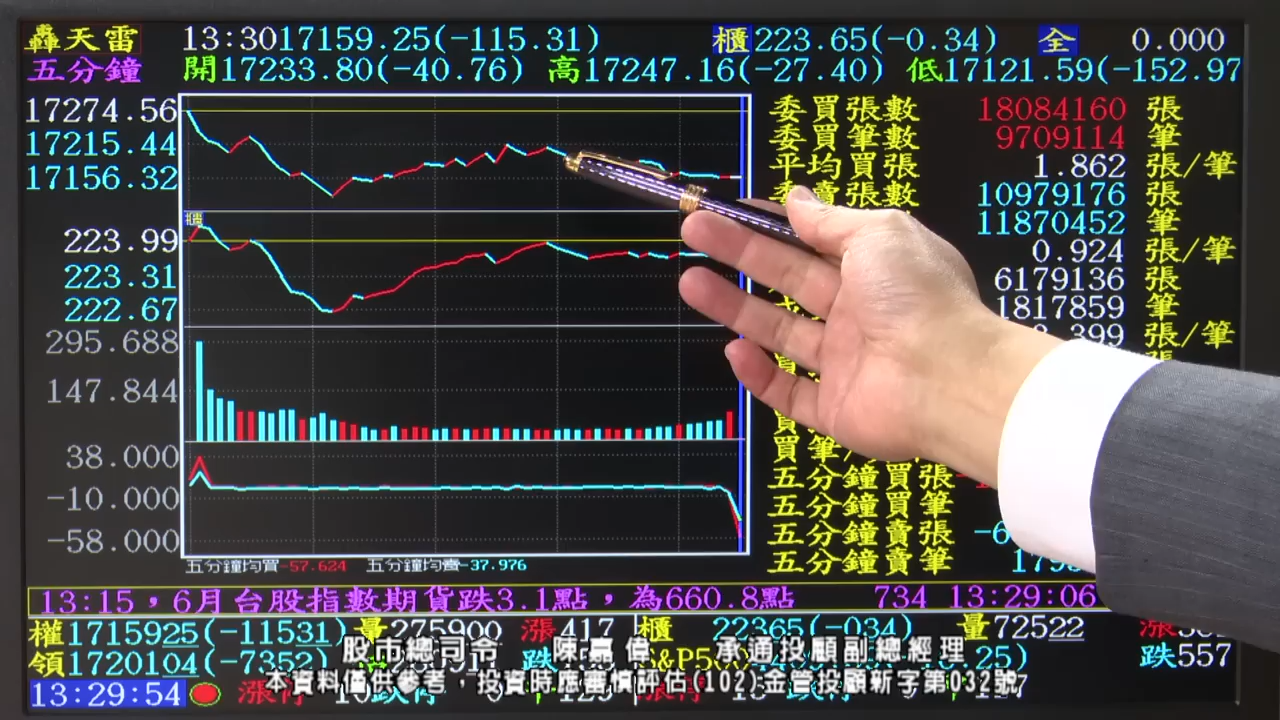 轟天雷 13:30 17159.25(-115.31) 櫃 223.65(-0.34) 全 0.000
五分鐘 開17233.80(-40.76) 高17247.16(-27.40) 低17121.59(-152.97
17274.56
17215.44
17156.32
櫃
223.99
223.31
222.67
295.688
147.844
38.000
-10.000
-58.000
五分鐘均買-57.624 五分鐘均賣-37.976
委買張數 18084160 張
委買筆數 9709114 筆
平均買張 1.862 張/筆
委賣張數 10979176 張
11870452 筆
0.924 張/筆
6179136 張
1817859 筆
.399 張/筆
買筆
五分鐘買張
五分鐘買筆
五分鐘賣張 -6
五分鐘賣筆
13:15，6月台股指數期貨跌3.1點，為660.8點 734 13:29:06
權1715925(-11531) 量275900 漲417 櫃 22365(-034) 量72522
領1720104(-7352) 跌 S&P500 跌557
13:29:54
股市總司令 陳嘉偉 承通投顧副總經理
本資料僅供參考，投資時應審慎評估(102)金管投顧新字第032號